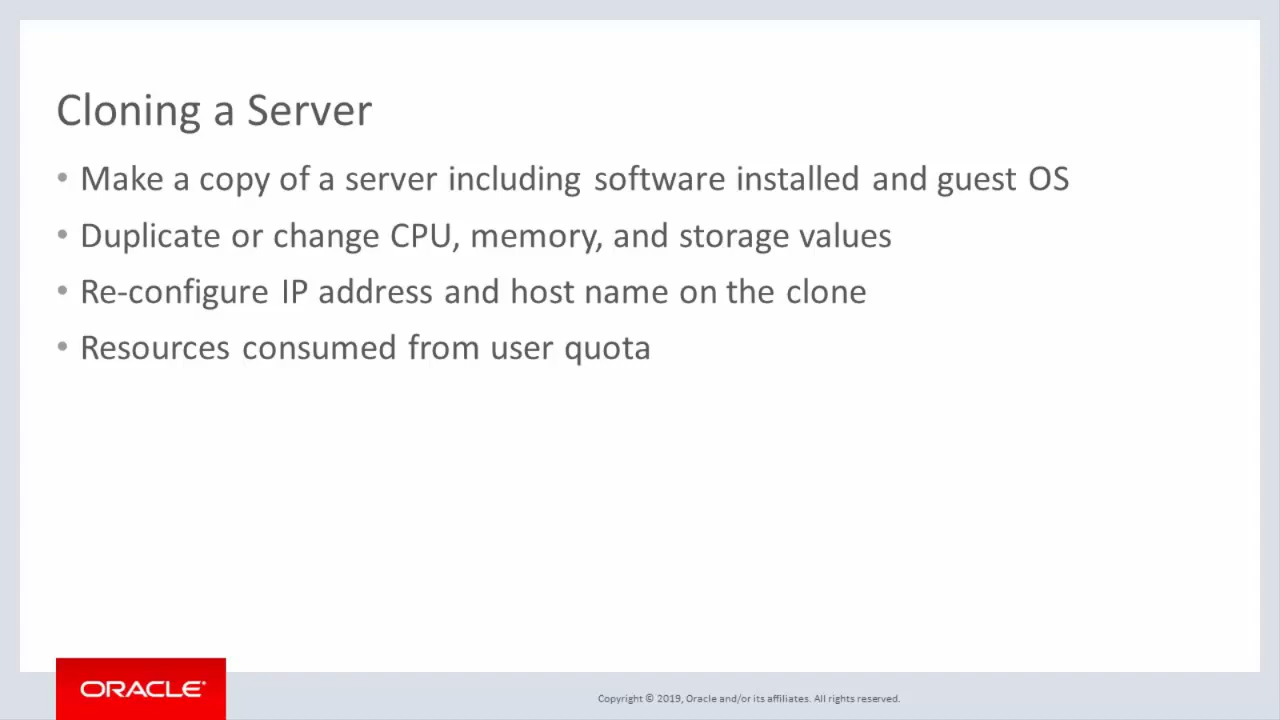 Cloning a Server
• Make a copy of a server including software installed and guest OS
• Duplicate or change CPU, memory, and storage values
• Re-configure IP address and host name on the clone
• Resources consumed from user quota
ORACLE®
Copyright © 2019, Oracle and/or its affiliates. All rights reserved.